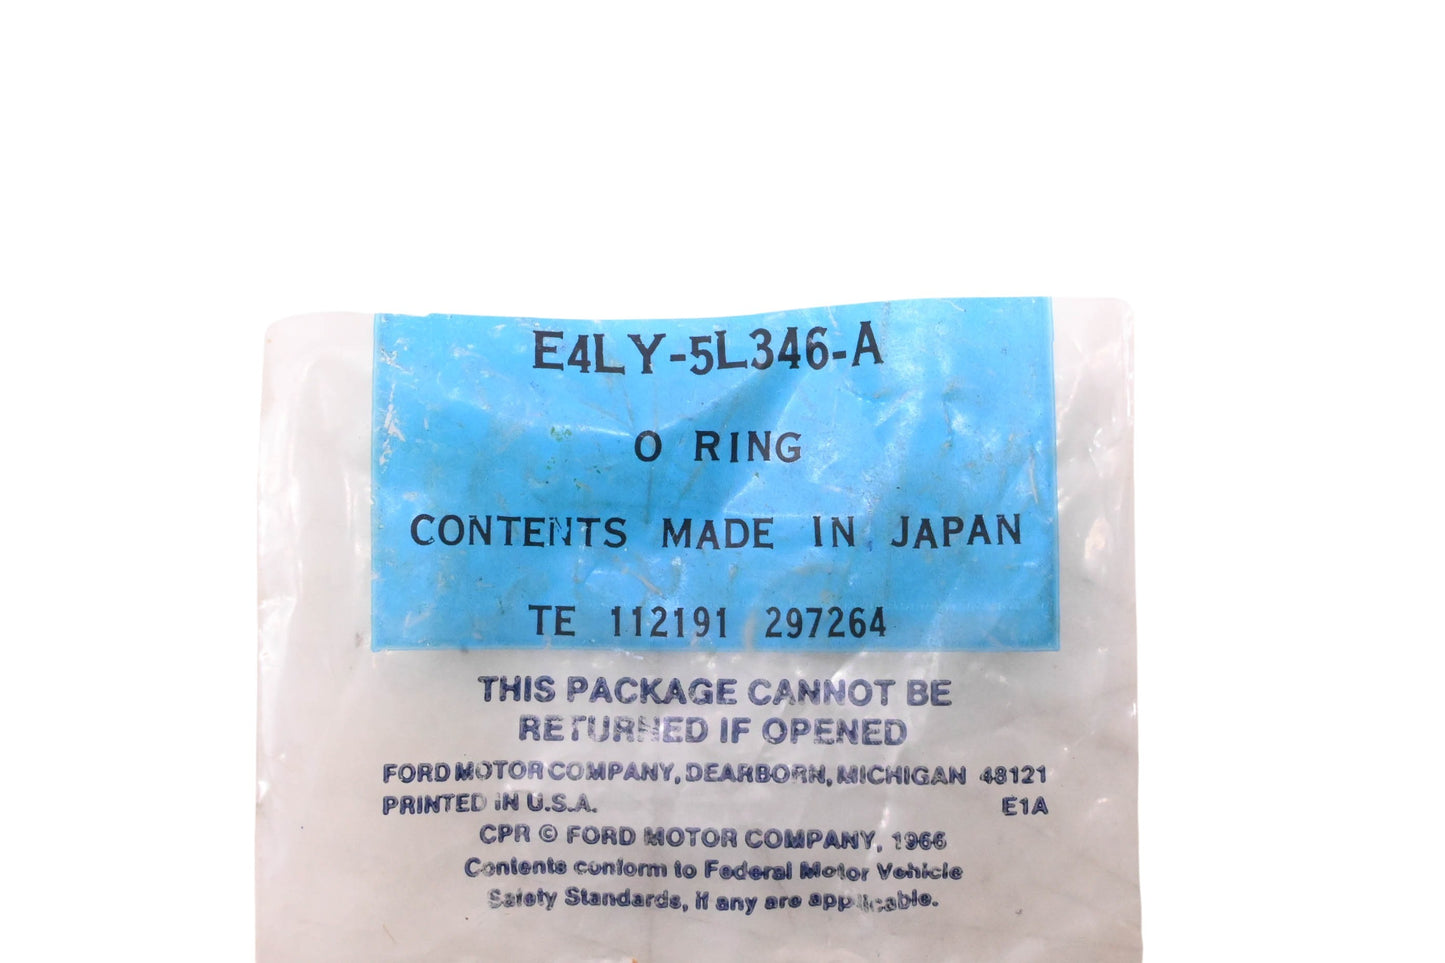 E4LY-5L346-A
O RING
CONTENTS MADE IN JAPAN
TE 112191 297264
THIS PACKAGE CANNOT BE
RETURNED IF OPENED
FORD MOTOR COMPANY, DEARBORN, MICHIGAN 48121
PRINTED IN U.S.A. E1A
CPR © FORD MOTOR COMPANY, 1966
Contents conform to Federal Motor Vehicle
Safety Standards, if any are applicable.